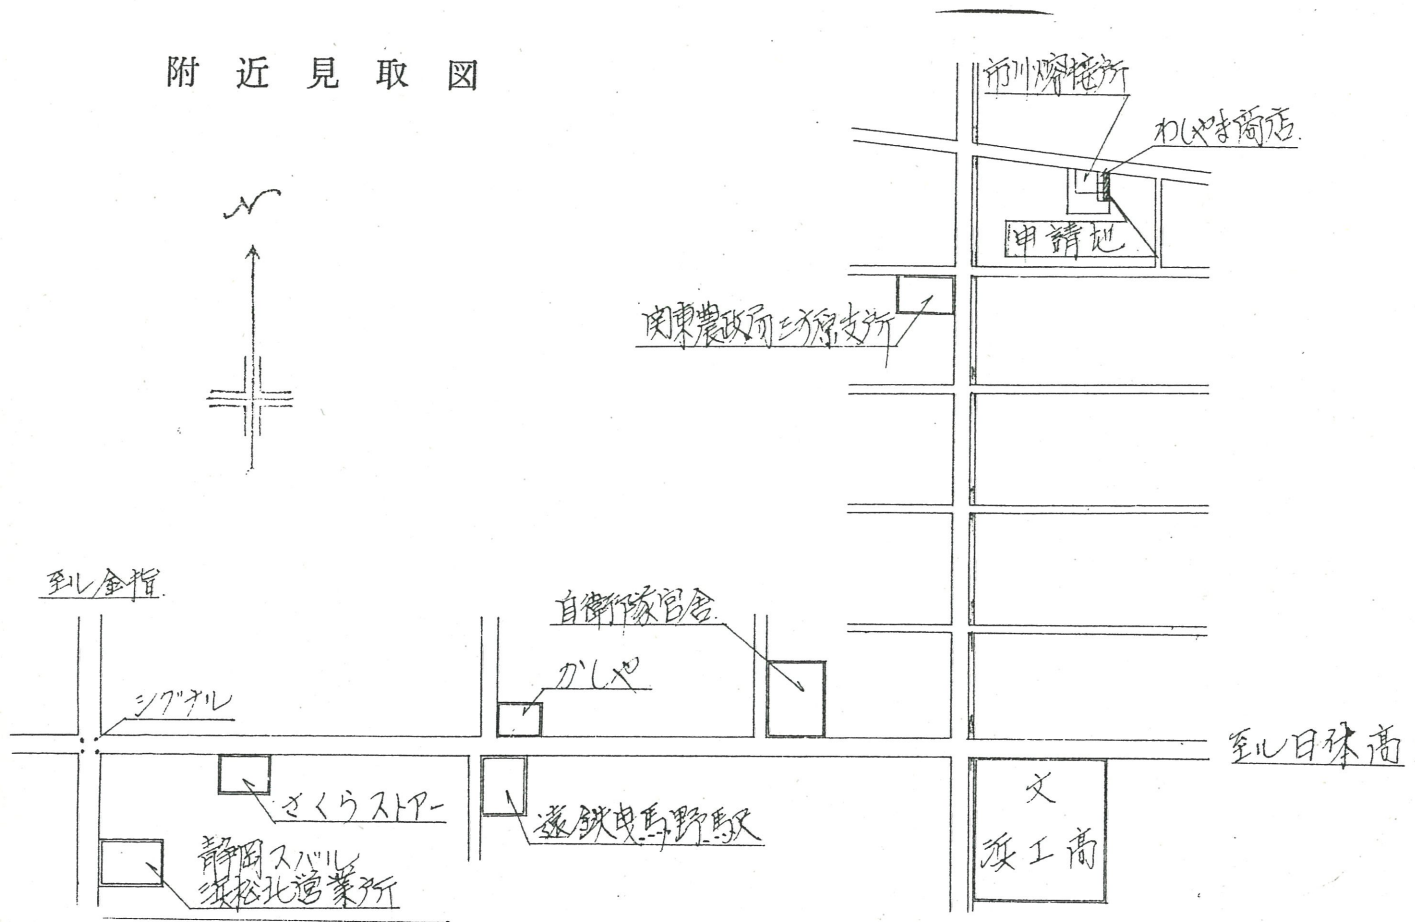 附近見取図
市川熔接所
わしやま商店
N
申請地
関東農政局三方原支所
至ル金指
自衛隊官舎
かしや
シグナル
至ル日体高
さくらストアー
遠鉄曳馬野駅
文
浜工高
静岡スバル
浜松北営業所